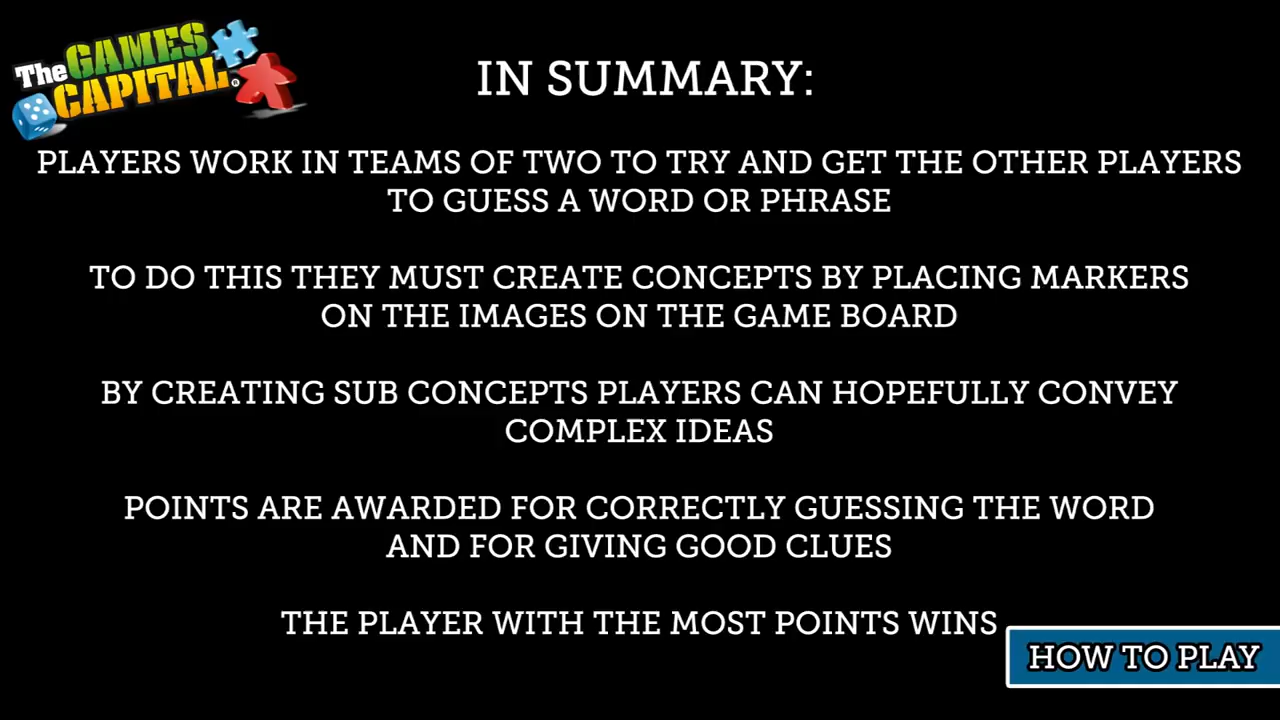 The GAMES
CAPITAL®
IN SUMMARY:
PLAYERS WORK IN TEAMS OF TWO TO TRY AND GET THE OTHER PLAYERS
TO GUESS A WORD OR PHRASE
TO DO THIS THEY MUST CREATE CONCEPTS BY PLACING MARKERS
ON THE IMAGES ON THE GAME BOARD
BY CREATING SUB CONCEPTS PLAYERS CAN HOPEFULLY CONVEY
COMPLEX IDEAS
POINTS ARE AWARDED FOR CORRECTLY GUESSING THE WORD
AND FOR GIVING GOOD CLUES
THE PLAYER WITH THE MOST POINTS WINS
HOW TO PLAY